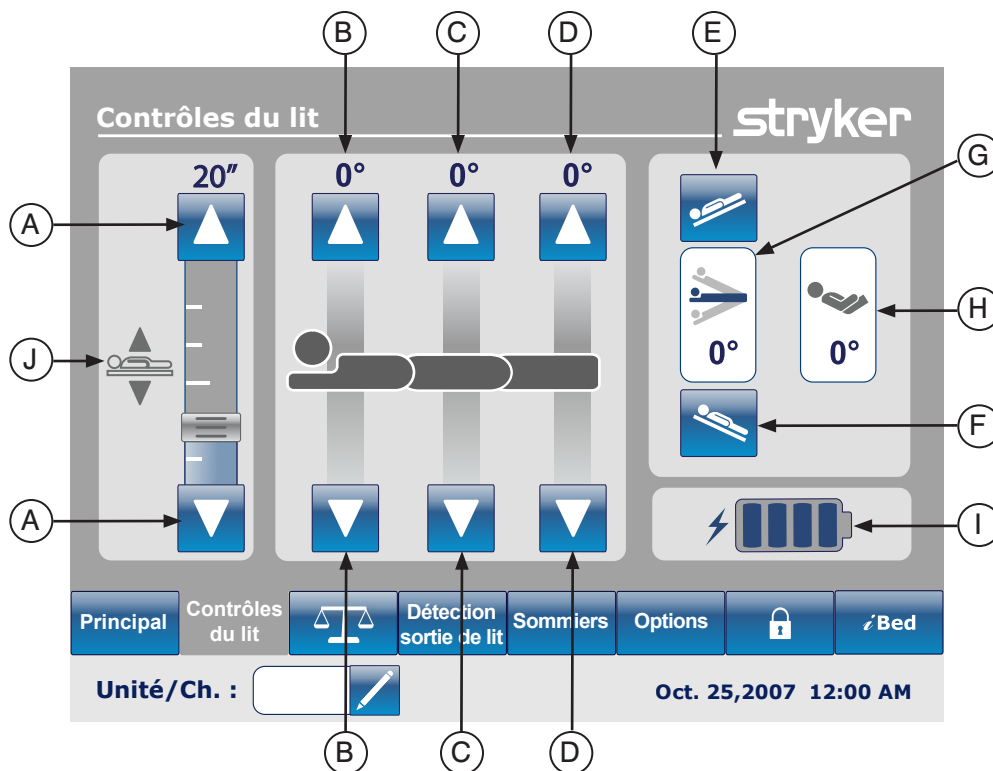 B
C
D
E
Contrôles du lit
stryker
G
20"
0°
0°
0°
A
H
0°
0°
J
F
A
I
Principal
Contrôles
du lit
Détection
sortie de lit
Sommiers
Options
iBed
Unité/Ch. :
Oct. 25,2007 12:00 AM
B
C
D